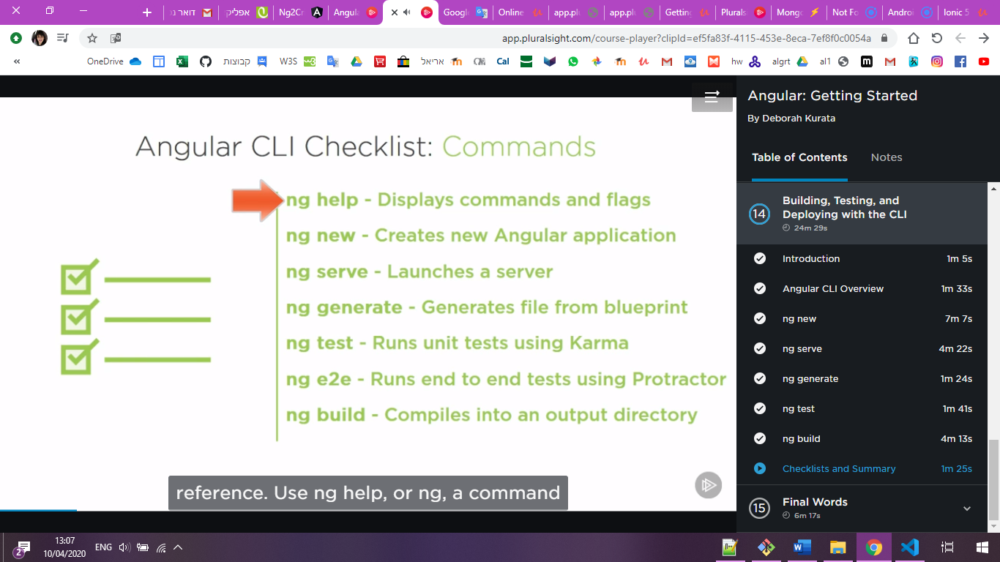 דואר נכ
אפליק
Ng2Cr
Angula
Googl
Online
app.plu
app.plu
Getting
Plurals
Mongo
Not Fo
Androi
Ionic 5
app.pluralsight.com/course-player?clipId=ef5fa83f-4115-453e-8eca-7ef8f0c0054a
OneDrive
קבוצות
W3S
אריאל
Cal
hw
algrt
al1
Angular CLI Checklist: Commands
ng help - Displays commands and flags
ng new - Creates new Angular application
ng serve - Launches a server
ng generate - Generates file from blueprint
ng test - Runs unit tests using Karma
ng e2e - Runs end to end tests using Protractor
ng build - Compiles into an output directory
reference. Use ng help, or ng, a command
Angular: Getting Started
By Deborah Kurata
Table of Contents
Notes
14
Building, Testing, and
Deploying with the CLI
24m 29s
Introduction 1m 5s
Angular CLI Overview 1m 33s
ng new 7m 7s
ng serve 4m 22s
ng generate 1m 24s
ng test 1m 41s
ng build 4m 13s
Checklists and Summary 1m 25s
15
Final Words
6m 17s
2
13:07
10/04/2020
ENG